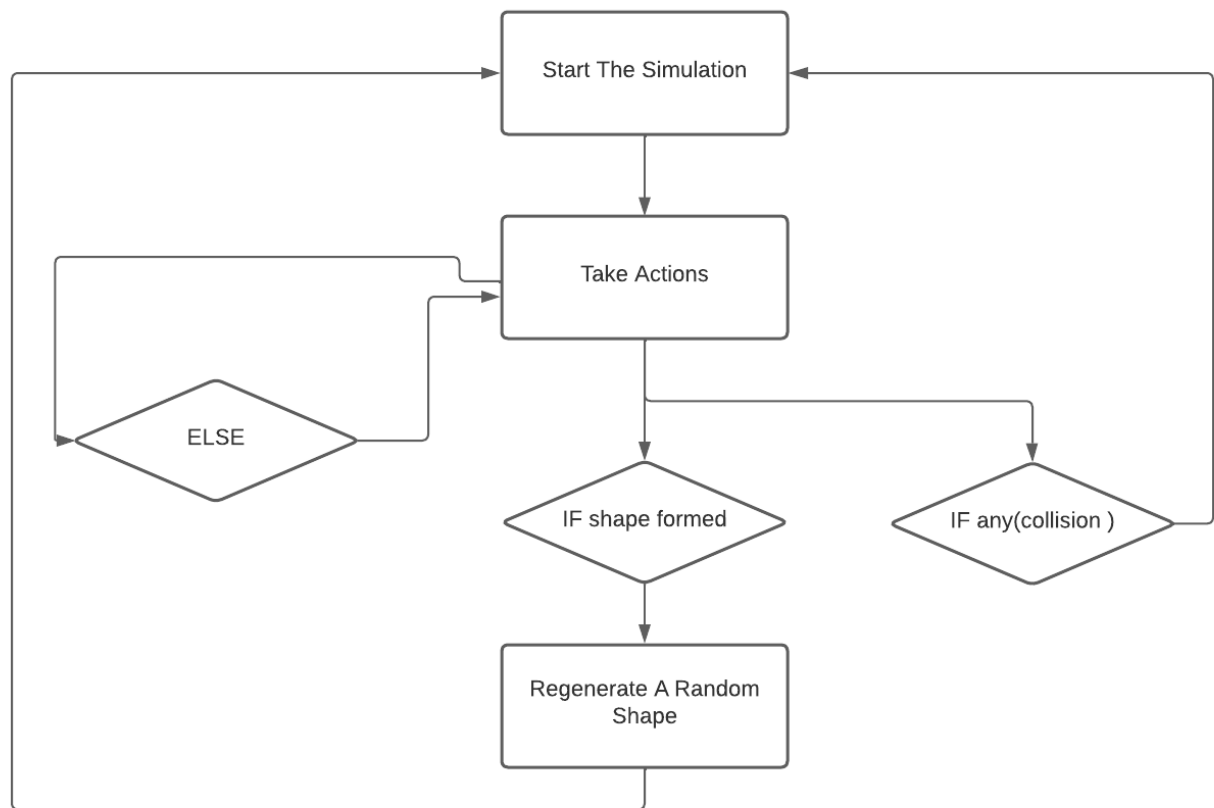 Start The Simulation
Take Actions
ELSE
IF shape formed
IF any(collision )
Regenerate A Random
Shape